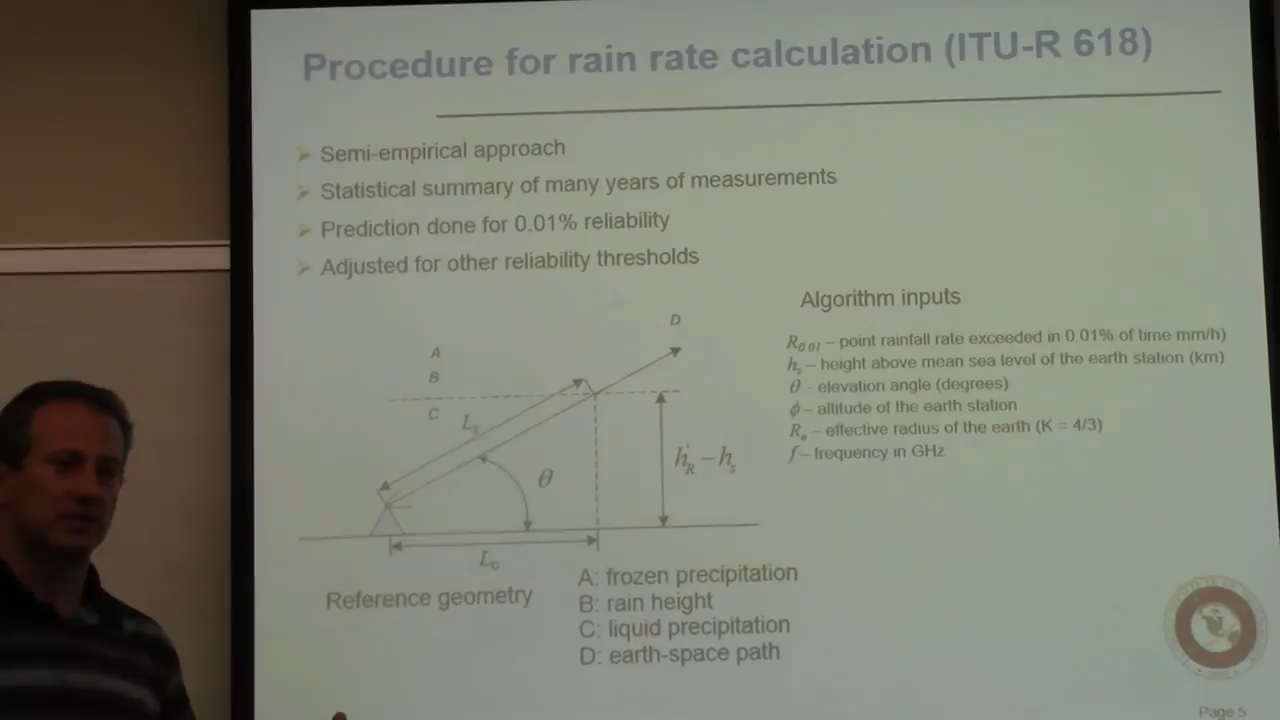 Procedure for rain rate calculation (ITU-R 618)
Semi-empirical approach
Statistical summary of many years of measurements
Prediction done for 0.01% reliability
Adjusted for other reliability thresholds
Algorithm inputs
R0.01 – point rainfall rate exceeded in 0.01% of time mm/h)
hs – height above mean sea level of the earth station (km)
θ - elevation angle (degrees)
ϕ – altitude of the earth station
Re – effective radius of the earth (K = 4/3)
f – frequency in GHz
D
A
B
C
Ls
θ
h'R – hs
LG
Reference geometry
A: frozen precipitation
B: rain height
C: liquid precipitation
D: earth-space path
Page 5